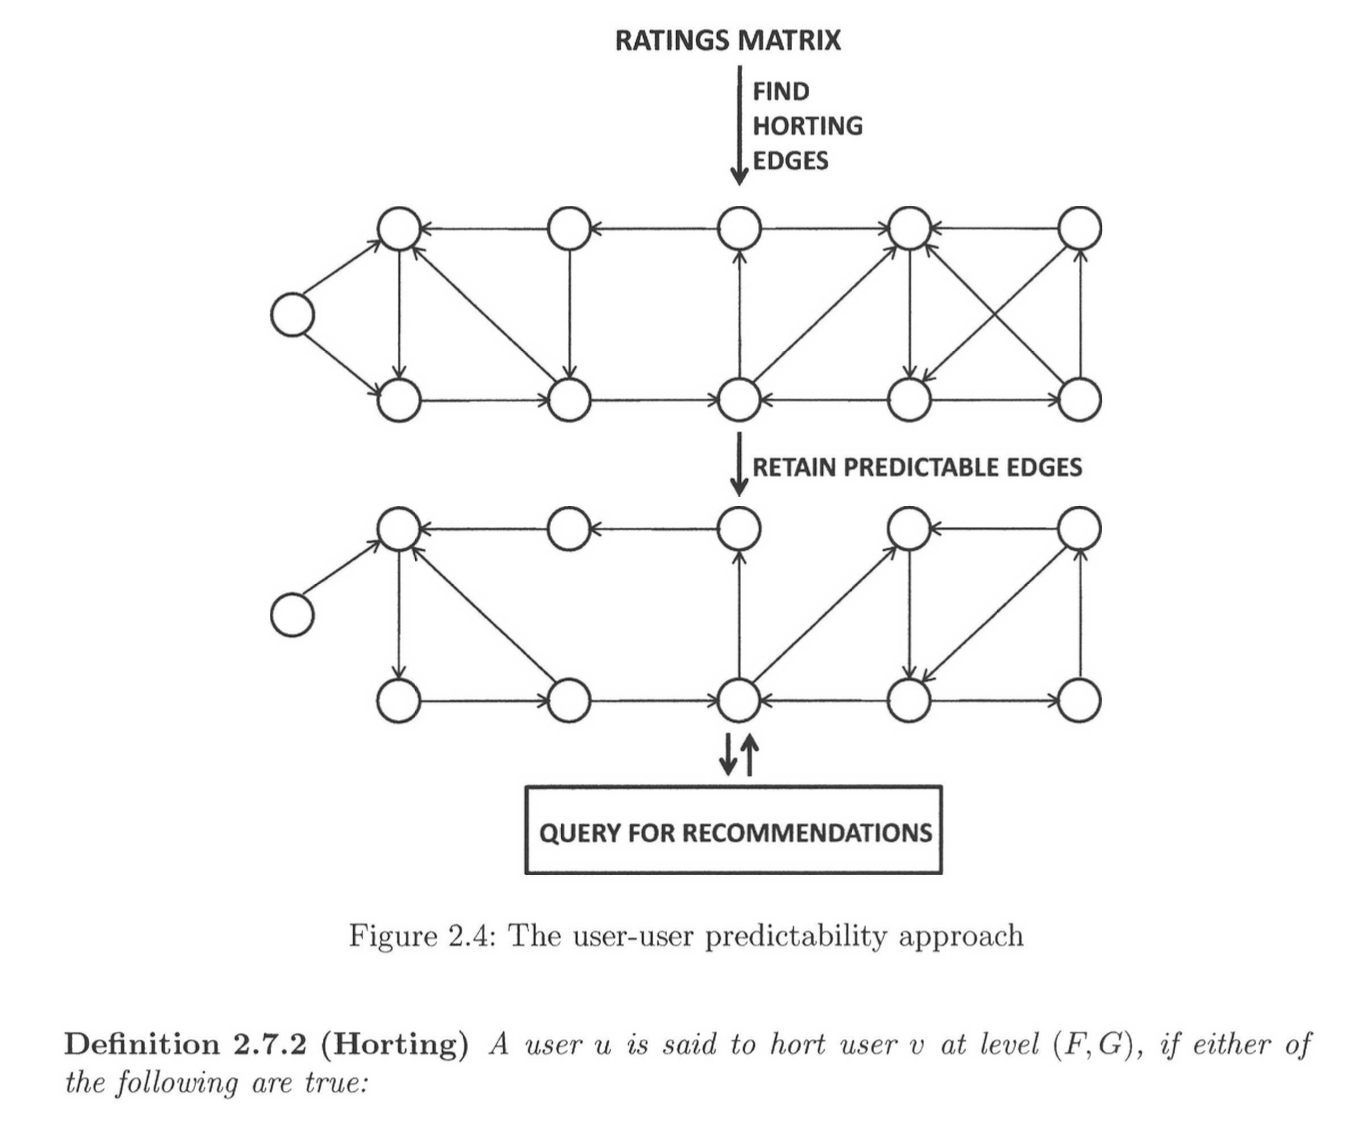 RATINGS MATRIX
FIND
HORTING
EDGES
RETAIN PREDICTABLE EDGES
QUERY FOR RECOMMENDATIONS
Figure 2.4: The user-user predictability approach
Definition 2.7.2 (Horting) A user u is said to hort user v at level (F, G), if either of
the following are true: